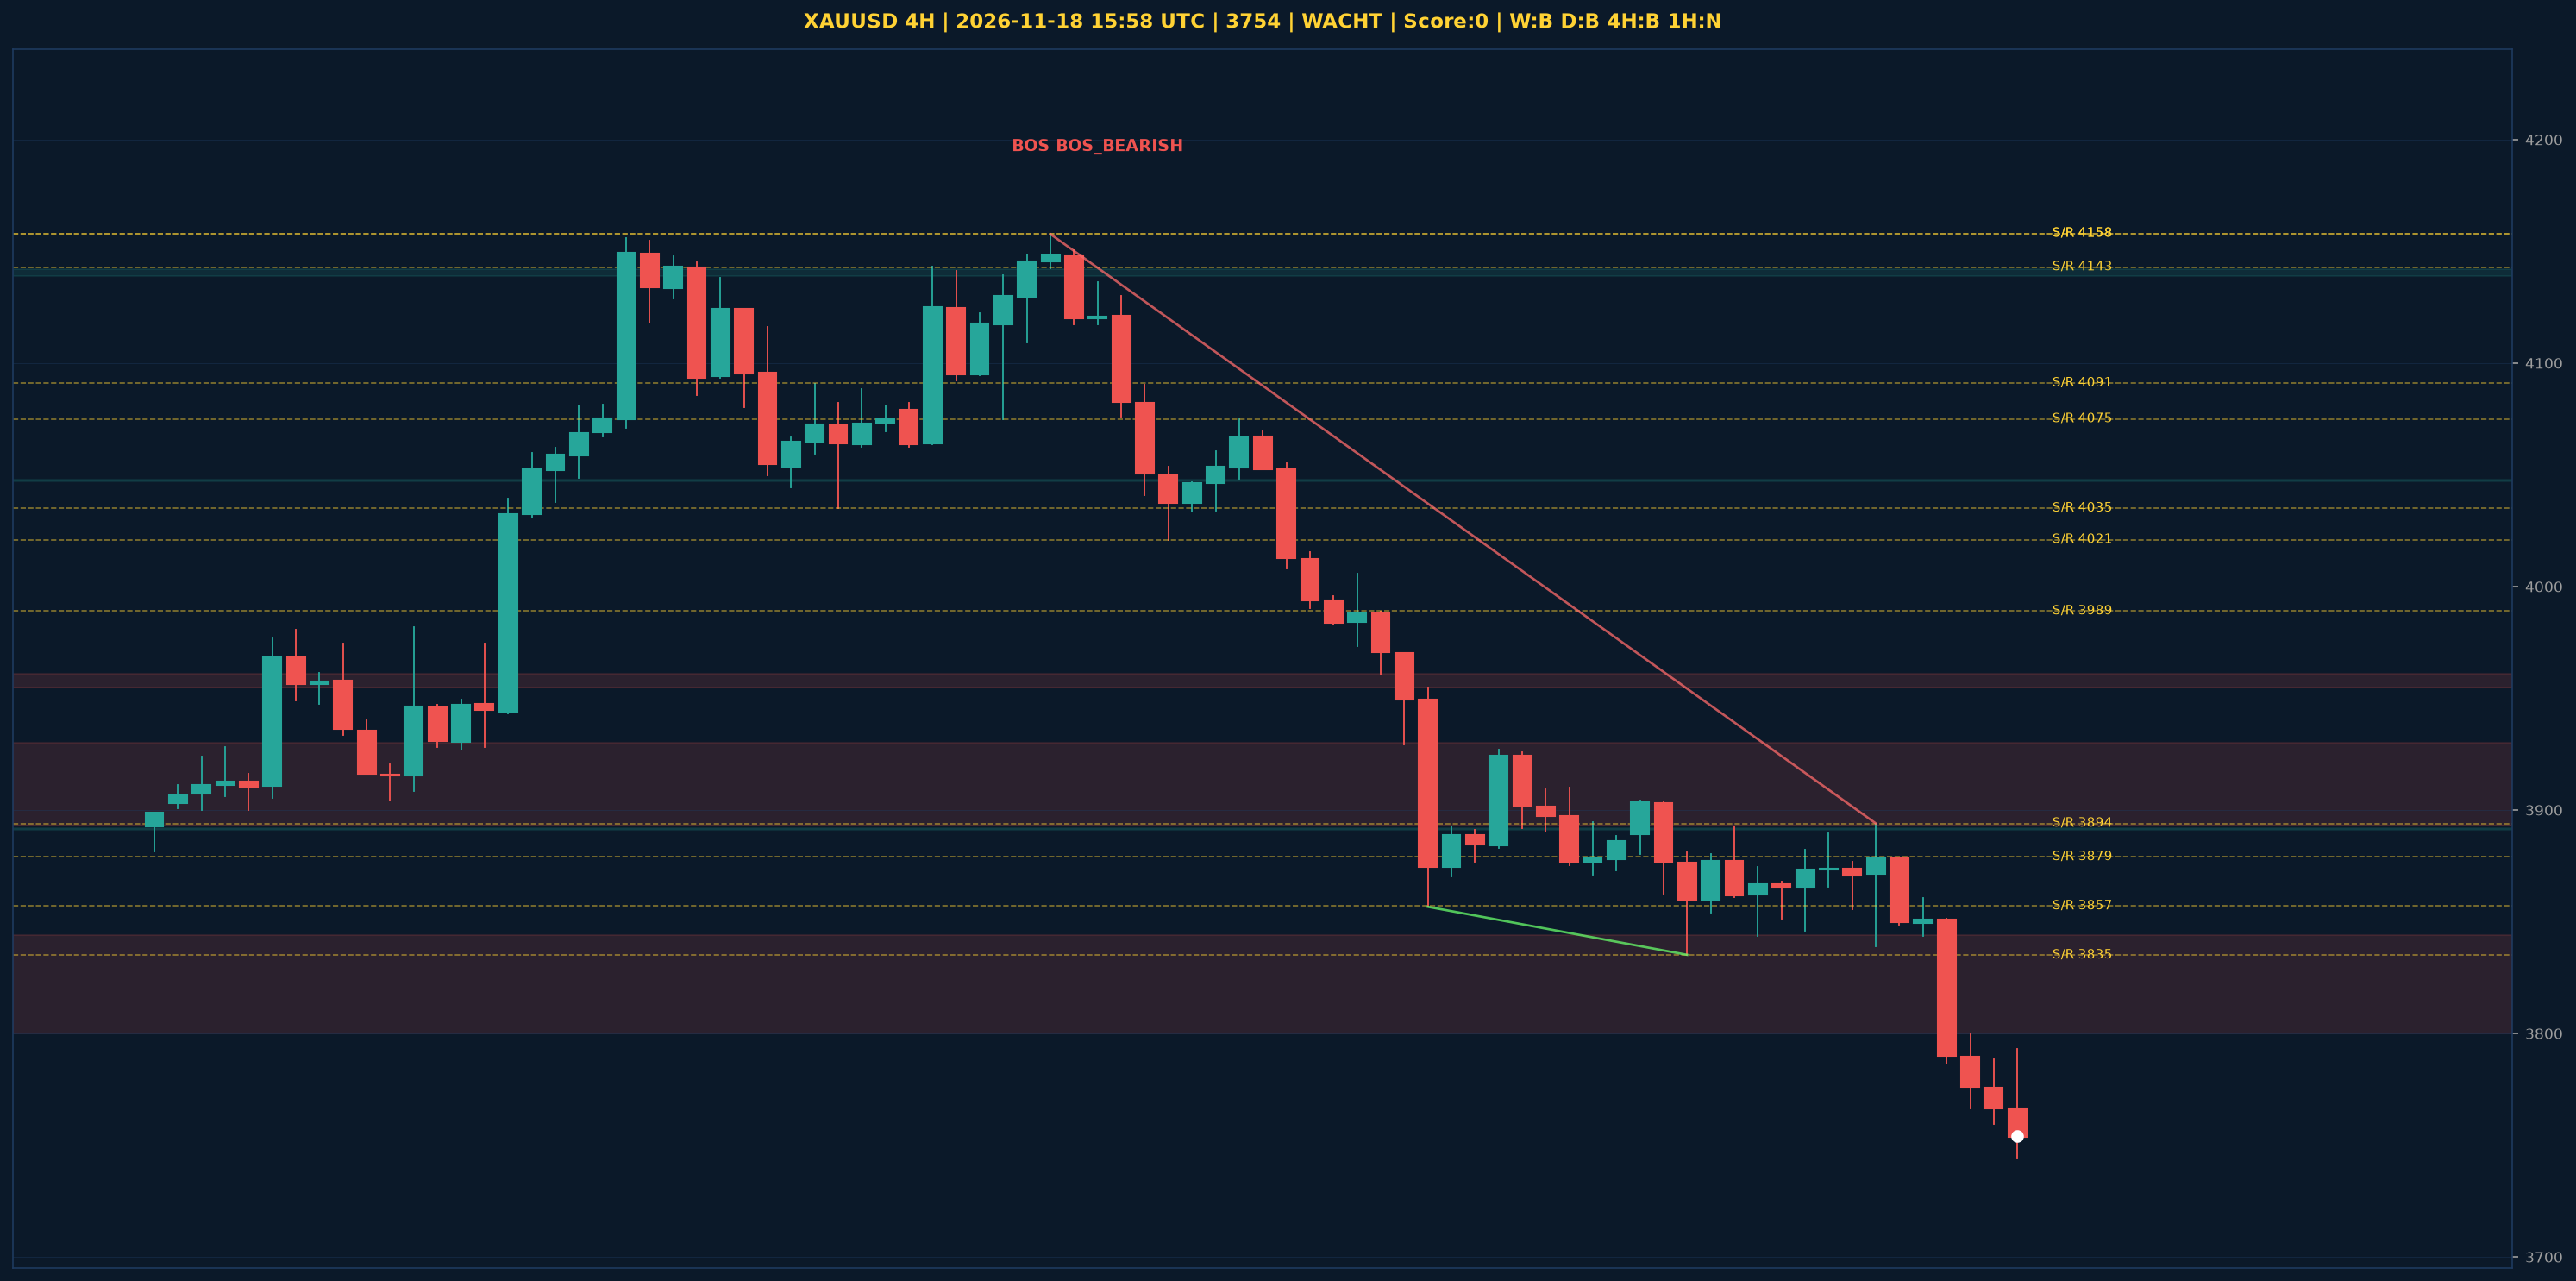 XAUUSD 4H | 2026-11-18 15:58 UTC | 3754 | WACHT | Score:0 | W:B D:B 4H:B 1H:N
4200
BOS BOS_BEARISH
S/R 4158
S/R 4143
4100
S/R 4091
S/R 4075
S/R 4035
S/R 4021
4000
S/R 3989
3900
S/R 3894
S/R 3879
S/R 3857
S/R 3835
3800
3700